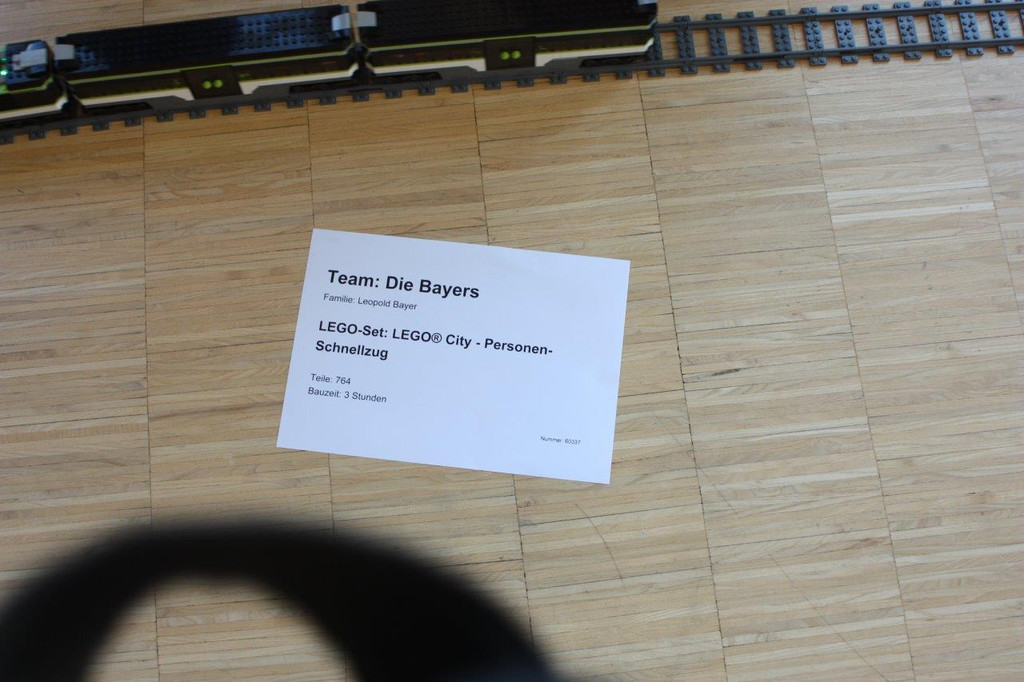 Team: Die Bayers
Familie: Leopold Bayer
LEGO-Set: LEGO® City - Personen-
Schnellzug
Teile: 764
Bauzeit: 3 Stunden
Nummer: 60337